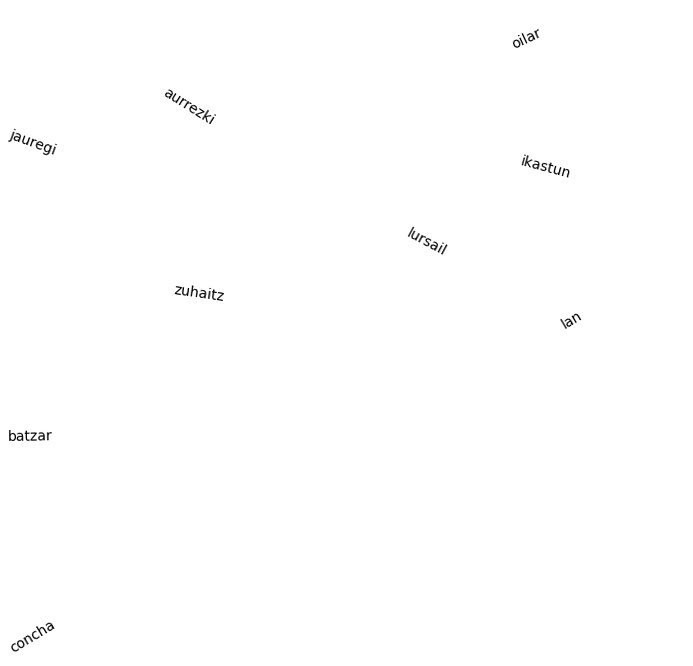 oilar
aurrezki
jauregi
ikastun
lursail
zuhaitz
lan
batzar
concha